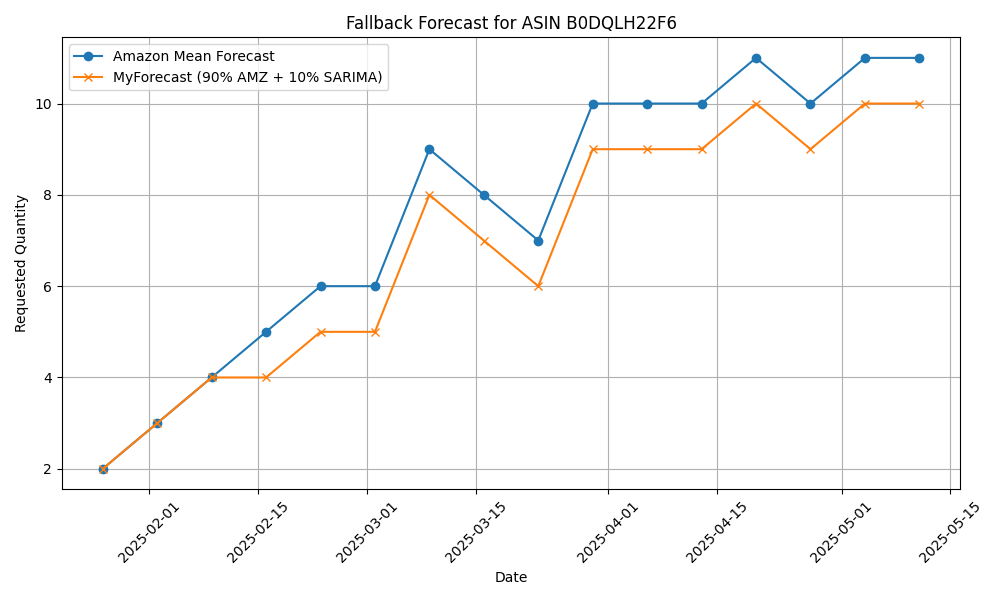 Fallback Forecast for ASIN B0DQLH22F6
Amazon Mean Forecast
MyForecast (90% AMZ + 10% SARIMA)
Requested Quantity
10
8
6
4
2
2025-02-01
2025-02-15
2025-03-01
2025-03-15
2025-04-01
2025-04-15
2025-05-01
2025-05-15
Date